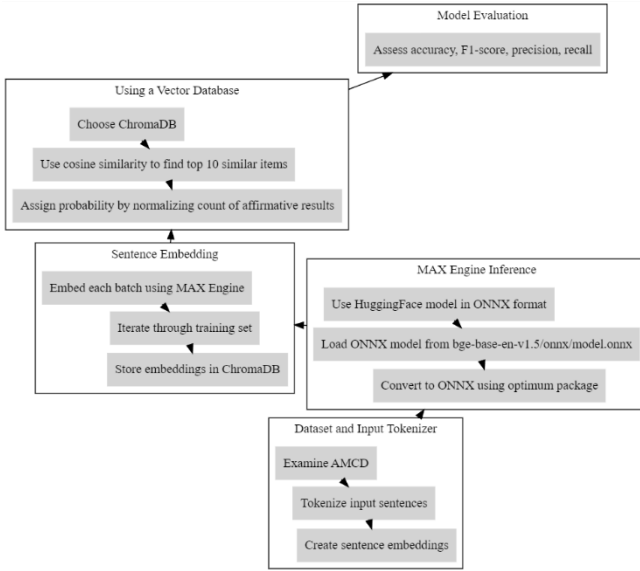 Model Evaluation
Assess accuracy, F1-score, precision, recall
Using a Vector Database
Choose ChromaDB
Use cosine similarity to find top 10 similar items
Assign probability by normalizing count of affirmative results
Sentence Embedding
Embed each batch using MAX Engine
Iterate through training set
Store embeddings in ChromaDB
MAX Engine Inference
Use HuggingFace model in ONNX format
Load ONNX model from bge-base-en-v1.5/onnx/model.onnx
Convert to ONNX using optimum package
Dataset and Input Tokenizer
Examine AMCD
Tokenize input sentences
Create sentence embeddings